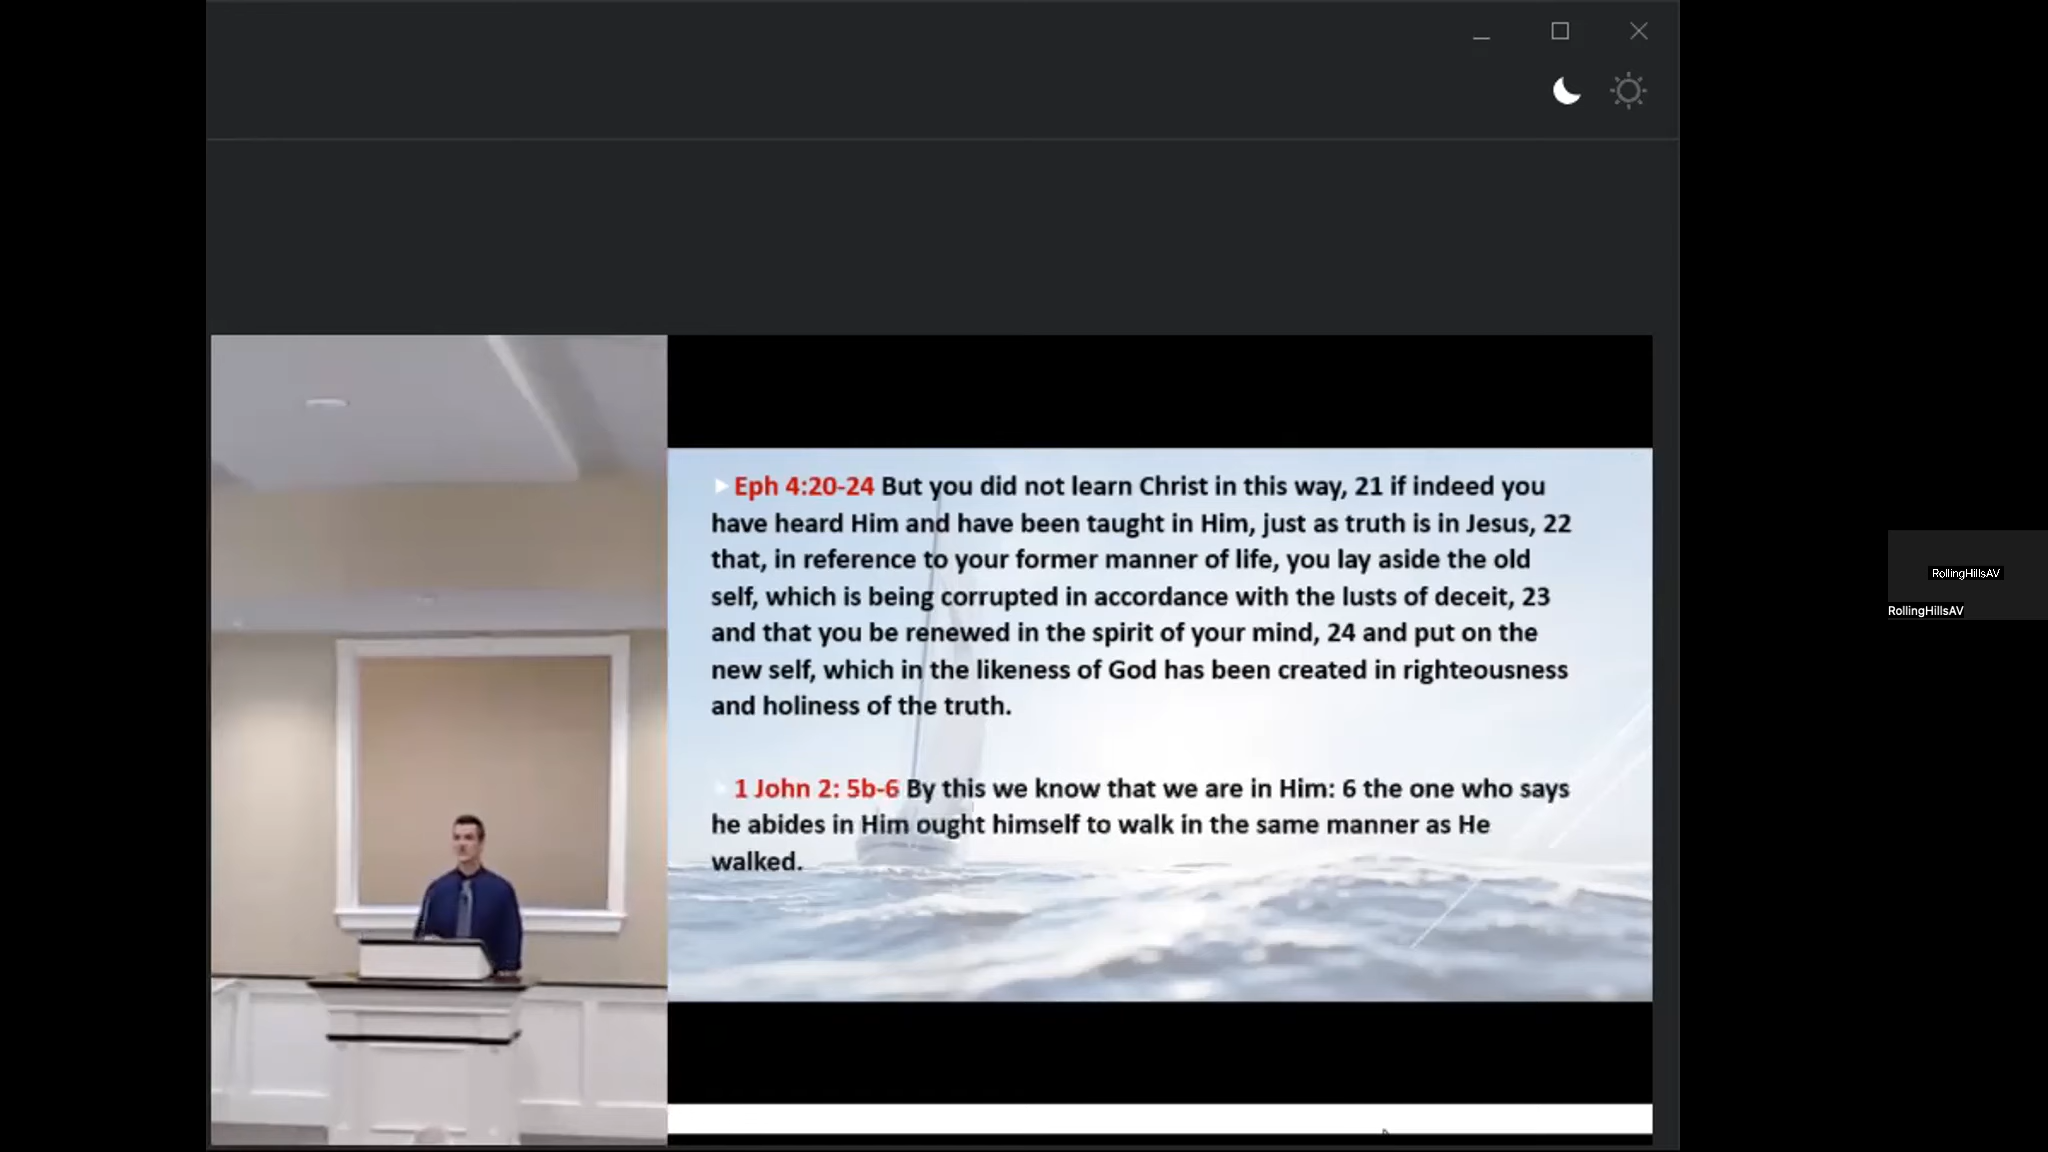 Eph 4:20-24 But you did not learn Christ in this way, 21 if indeed you
have heard Him and have been taught in Him, just as truth is in Jesus, 22
that, in reference to your former manner of life, you lay aside the old
self, which is being corrupted in accordance with the lusts of deceit, 23
and that you be renewed in the spirit of your mind, 24 and put on the
new self, which in the likeness of God has been created in righteousness
and holiness of the truth.
1 John 2: 5b-6 By this we know that we are in Him: 6 the one who says
he abides in Him ought himself to walk in the same manner as He
walked.
RollingHillsAV
RollingHillsAV